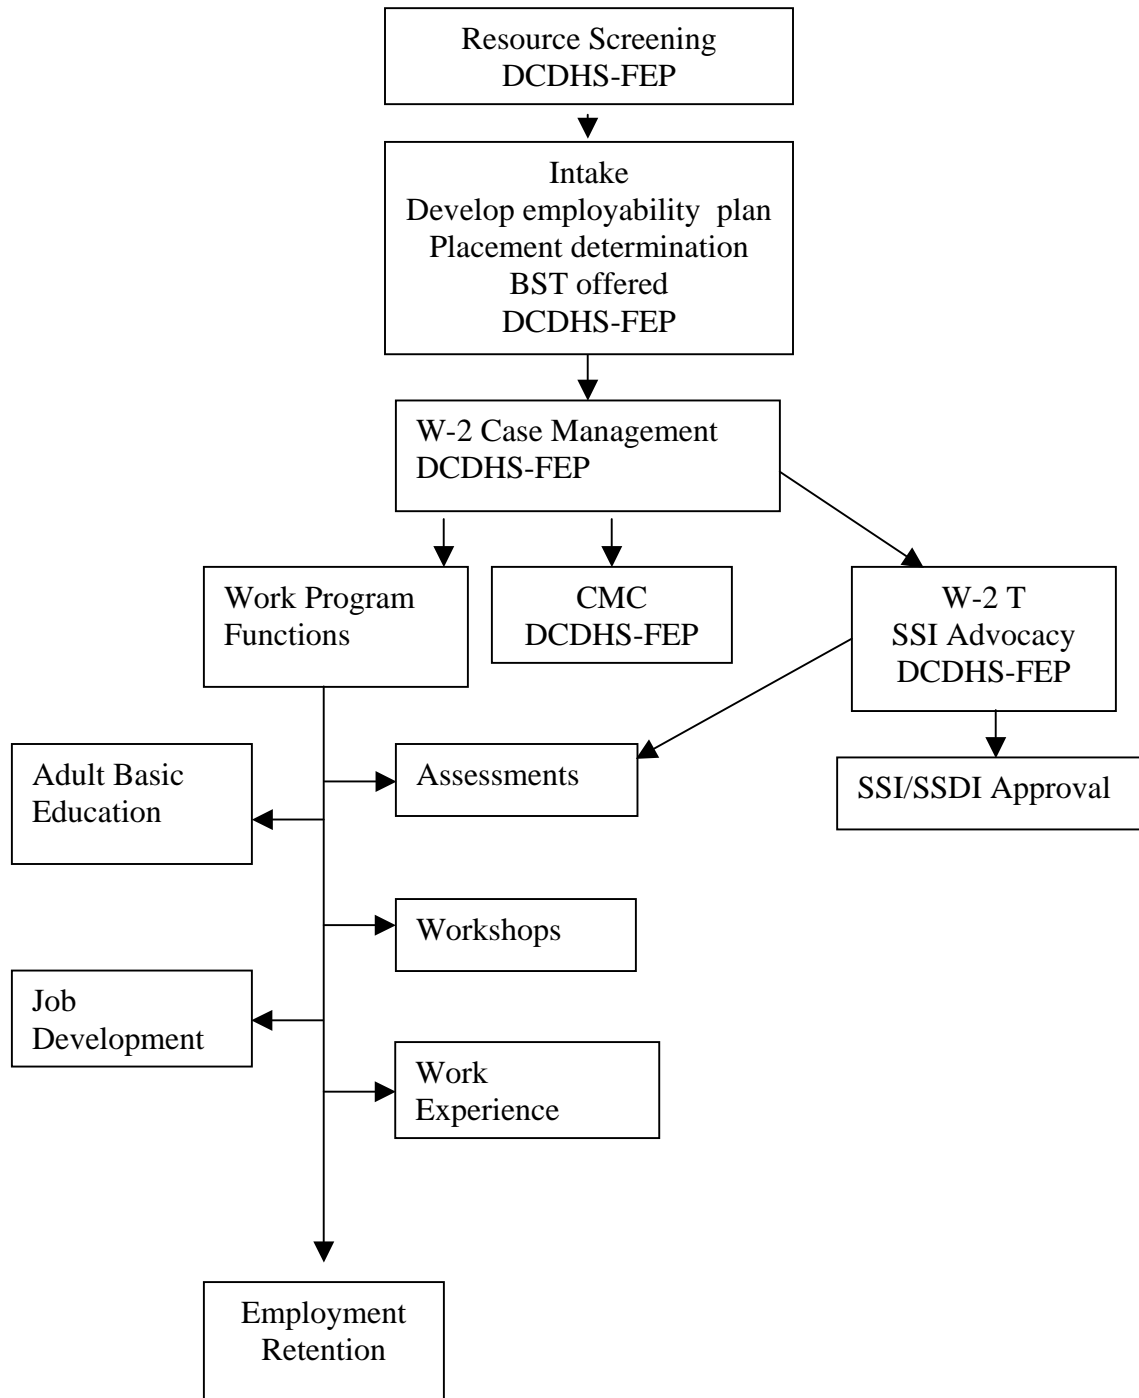 Resource Screening
DCDHS-FEP
Intake
Develop employability plan
Placement determination
BST offered
DCDHS-FEP
W-2 Case Management
DCDHS-FEP
Work Program
Functions
CMC
DCDHS-FEP
W-2 T
SSI Advocacy
DCDHS-FEP
Adult Basic
Education
Assessments
SSI/SSDI Approval
Workshops
Job
Development
Work
Experience
Employment
Retention